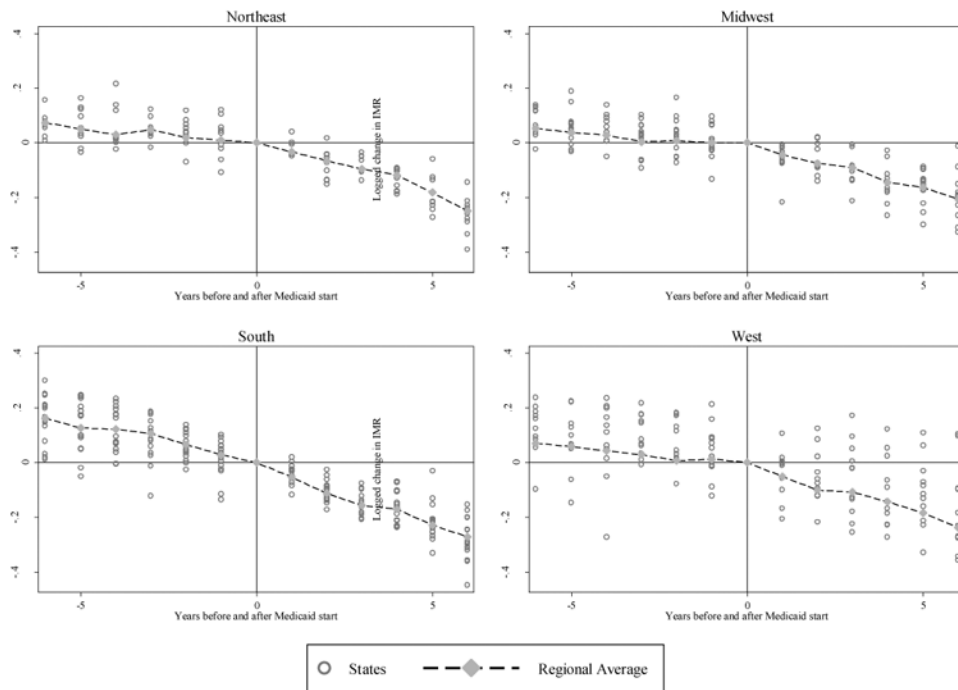 Northeast
.4
.2
0
-.2
-.4
-5
0
5
Years before and after Medicaid start
Midwest
Logged change in IMR
.4
.2
0
-.2
-.4
-5
0
5
Years before and after Medicaid start
South
.4
.2
0
-.2
-.4
-5
0
5
Years before and after Medicaid start
West
Logged change in IMR
.4
.2
0
-.2
-.4
-5
0
5
Years before and after Medicaid start
States
Regional Average